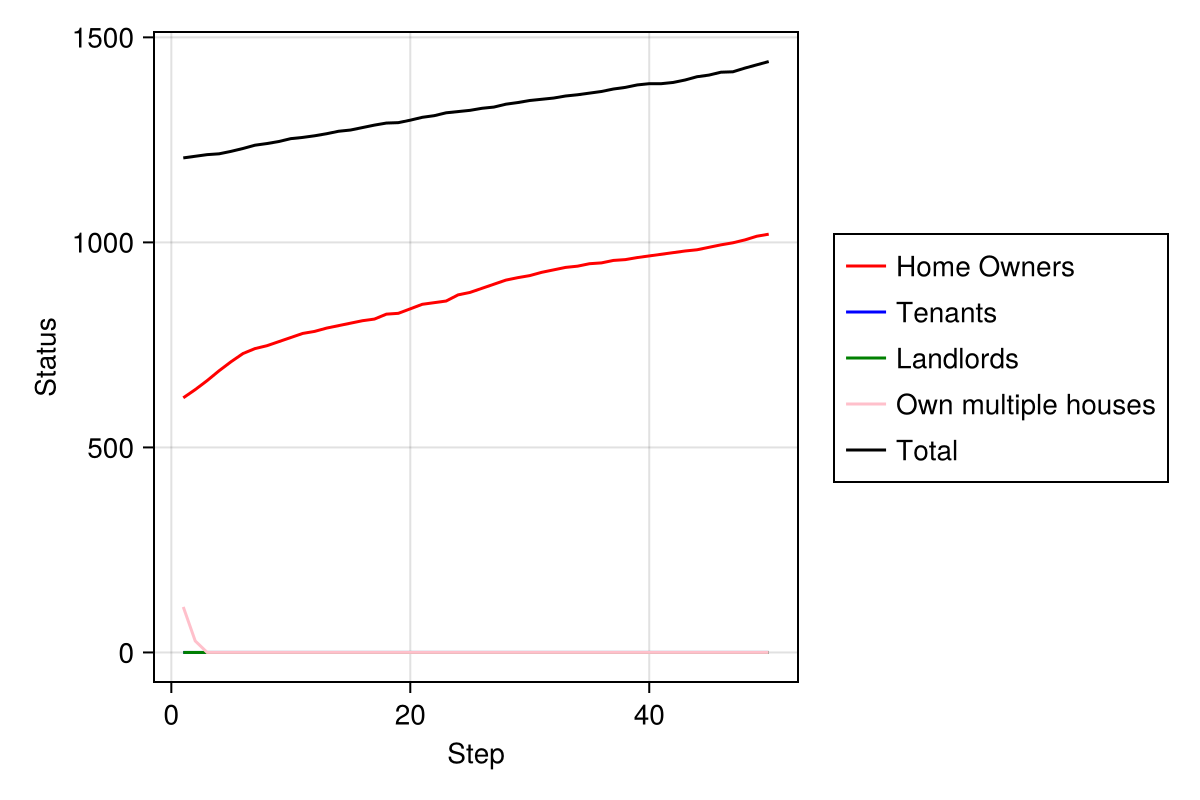 1500
1000
500
0
Status
0 20 40
Step
Home Owners
Tenants
Landlords
Own multiple houses
Total